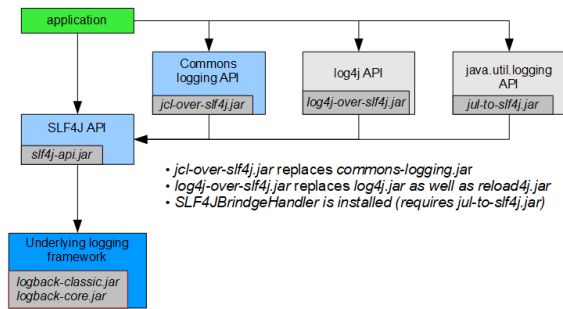 application
Commons
logging API
jcl-over-slf4j.jar
log4j API
log4j-over-slf4j.jar
java.util.logging
API
jul-to-slf4j.jar
SLF4J API
slf4j-api.jar
• jcl-over-slf4j.jar replaces commons-logging.jar
• log4j-over-slf4j.jar replaces log4j.jar as well as reload4j.jar
• SLF4JBrindgeHandler is installed (requires jul-to-slf4j.jar)
Underlying logging
framework
logback-classic.jar
logback-core.jar